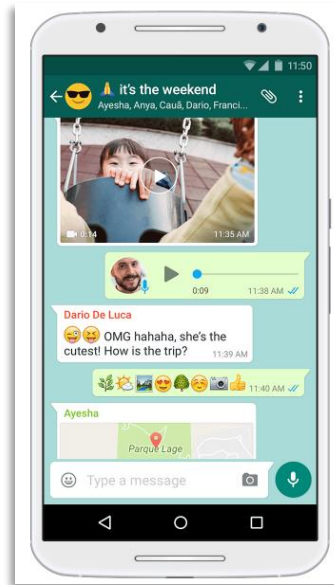 11:50
🙏 it's the weekend
Ayesha, Anya, Cauã, Dario, Franci...
0:14
11:35 AM
0:09
11:38 AM
Dario De Luca
😜😝 OMG hahaha, she's the
cutest! How is the trip?
11:39 AM
🌿🌤🏞😍🌳☺📷👍 11:40 AM
Ayesha
Parque Lage
Type a message